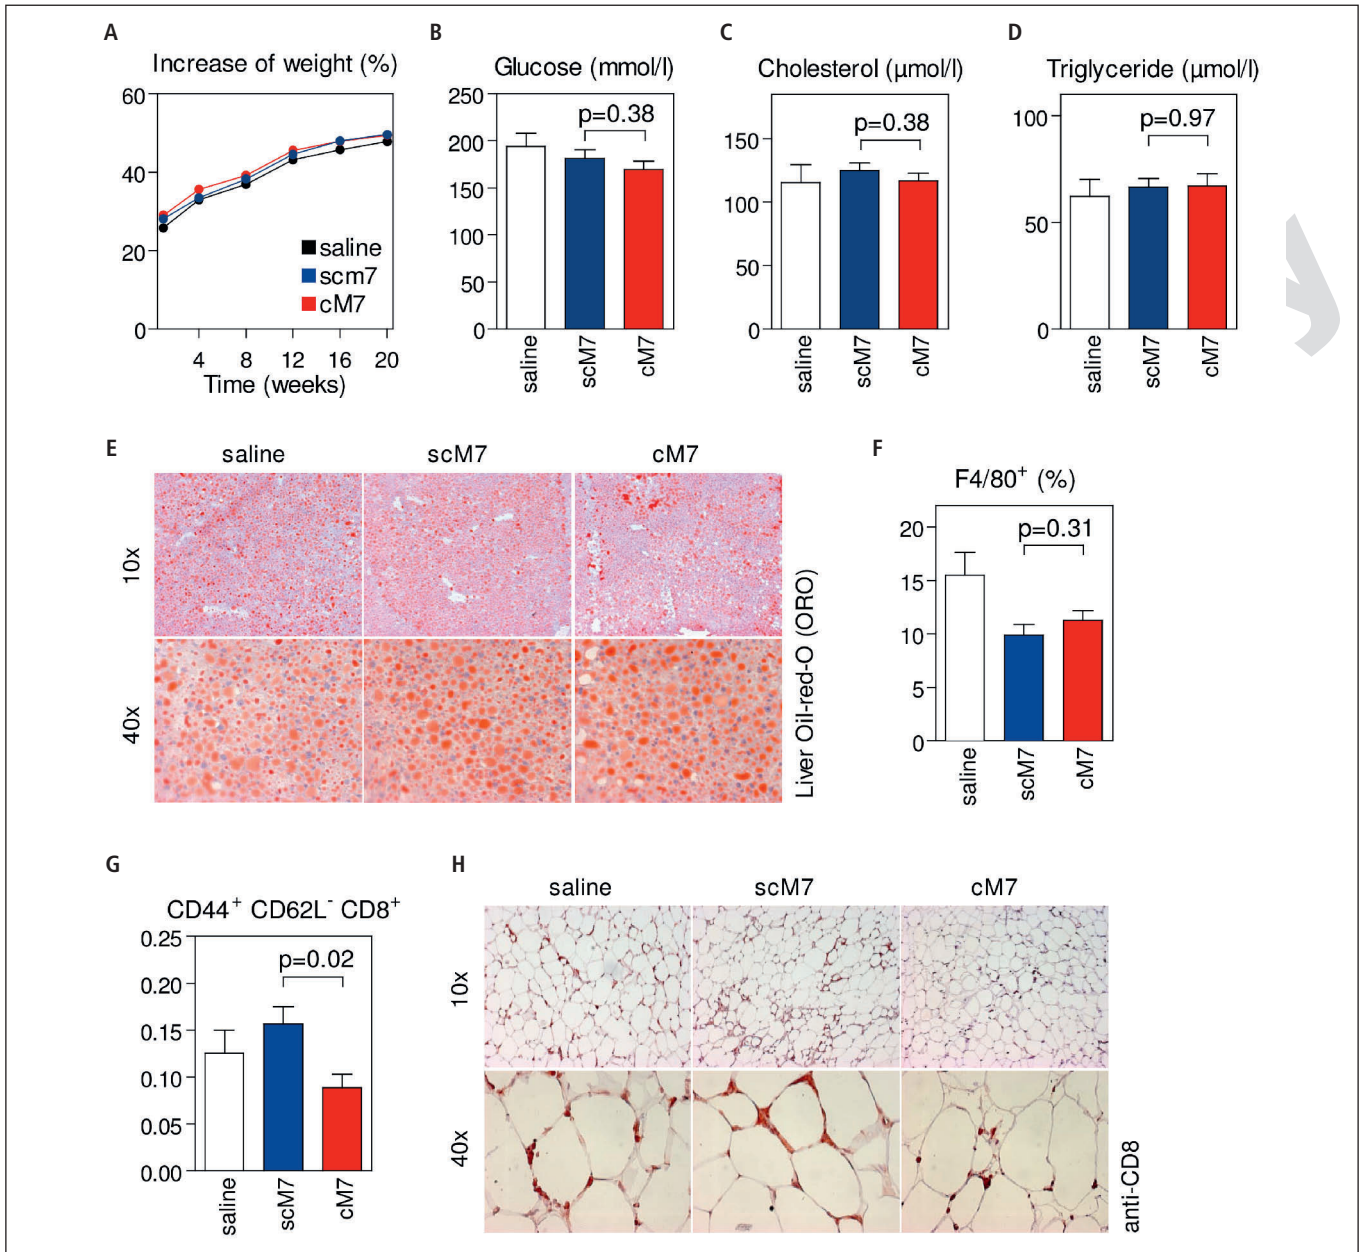 A
Increase of weight (%)
60
40
20
0
4 8 12 16 20
Time (weeks)
saline
scm7
cM7
B
Glucose (mmol/l)
250
200
150
100
50
0
p=0.38
saline
scM7
cM7
C
Cholesterol (µmol/l)
150
100
50
0
p=0.38
saline
scM7
cM7
D
Triglyceride (µmol/l)
100
50
0
p=0.97
saline
scM7
cM7
E
saline scM7 cM7
10x
40x
Liver Oil-red-O (ORO)
F
F4/80⁺ (%)
20
15
10
5
0
p=0.31
saline
scM7
cM7
G
CD44⁺ CD62L⁻ CD8⁺
0.25
0.20
0.15
0.10
0.05
0.00
p=0.02
saline
scM7
cM7
H
saline scM7 cM7
10x
40x
anti-CD8